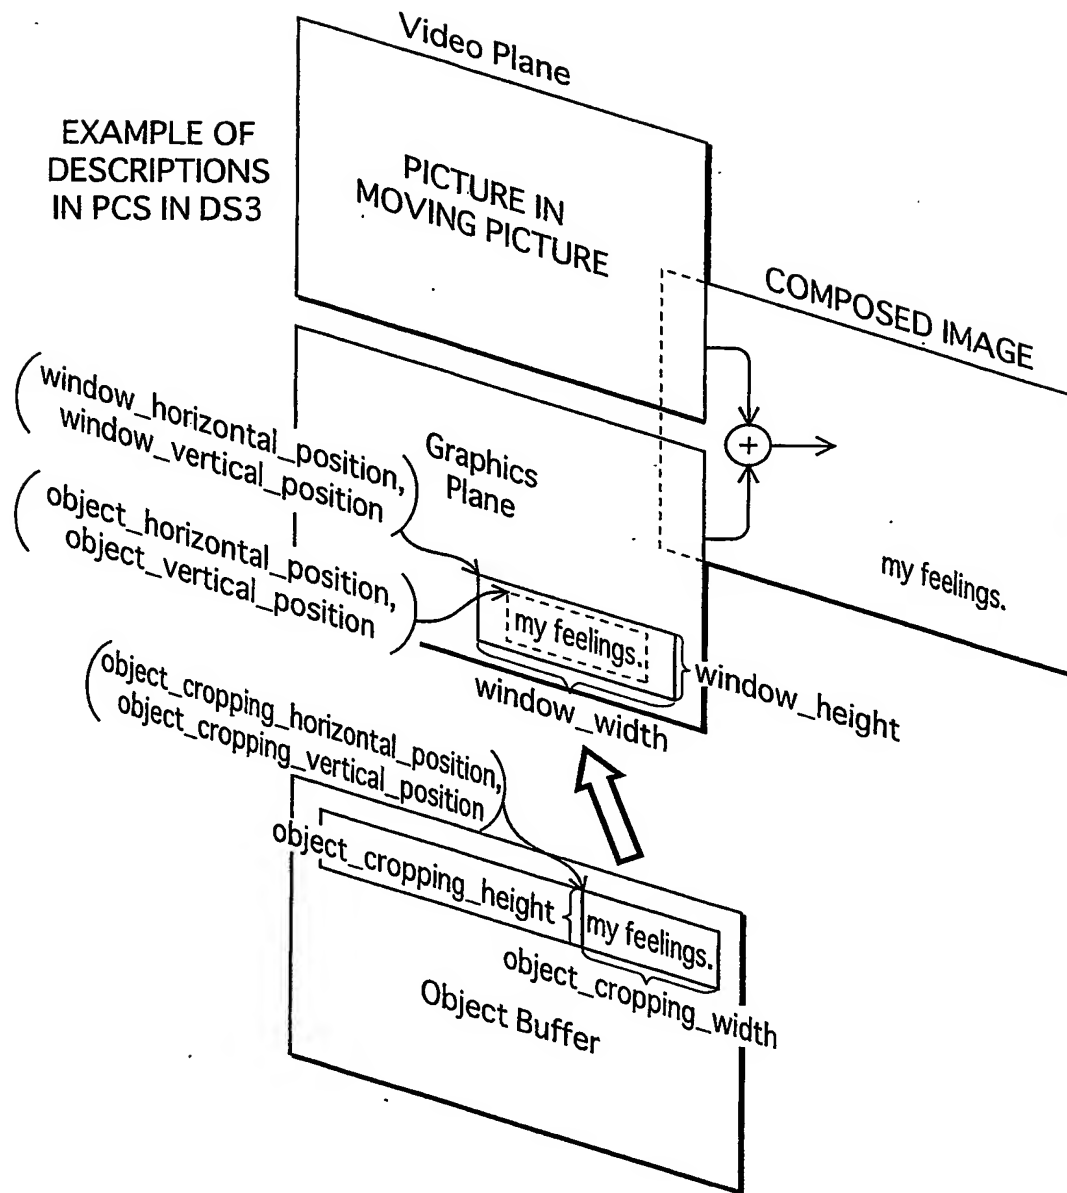 Video Plane
EXAMPLE OF
DESCRIPTIONS
IN PCS IN DS3
PICTURE IN
MOVING PICTURE
COMPOSED IMAGE
(window_horizontal_position,
window_vertical_position)
Graphics
Plane
+
(object_horizontal_position,
object_vertical_position)
my feelings.
my feelings.
window_height
window_width
(object_cropping_horizontal_position,
object_cropping_vertical_position)
object_cropping_height
my feelings.
object_cropping_width
Object Buffer